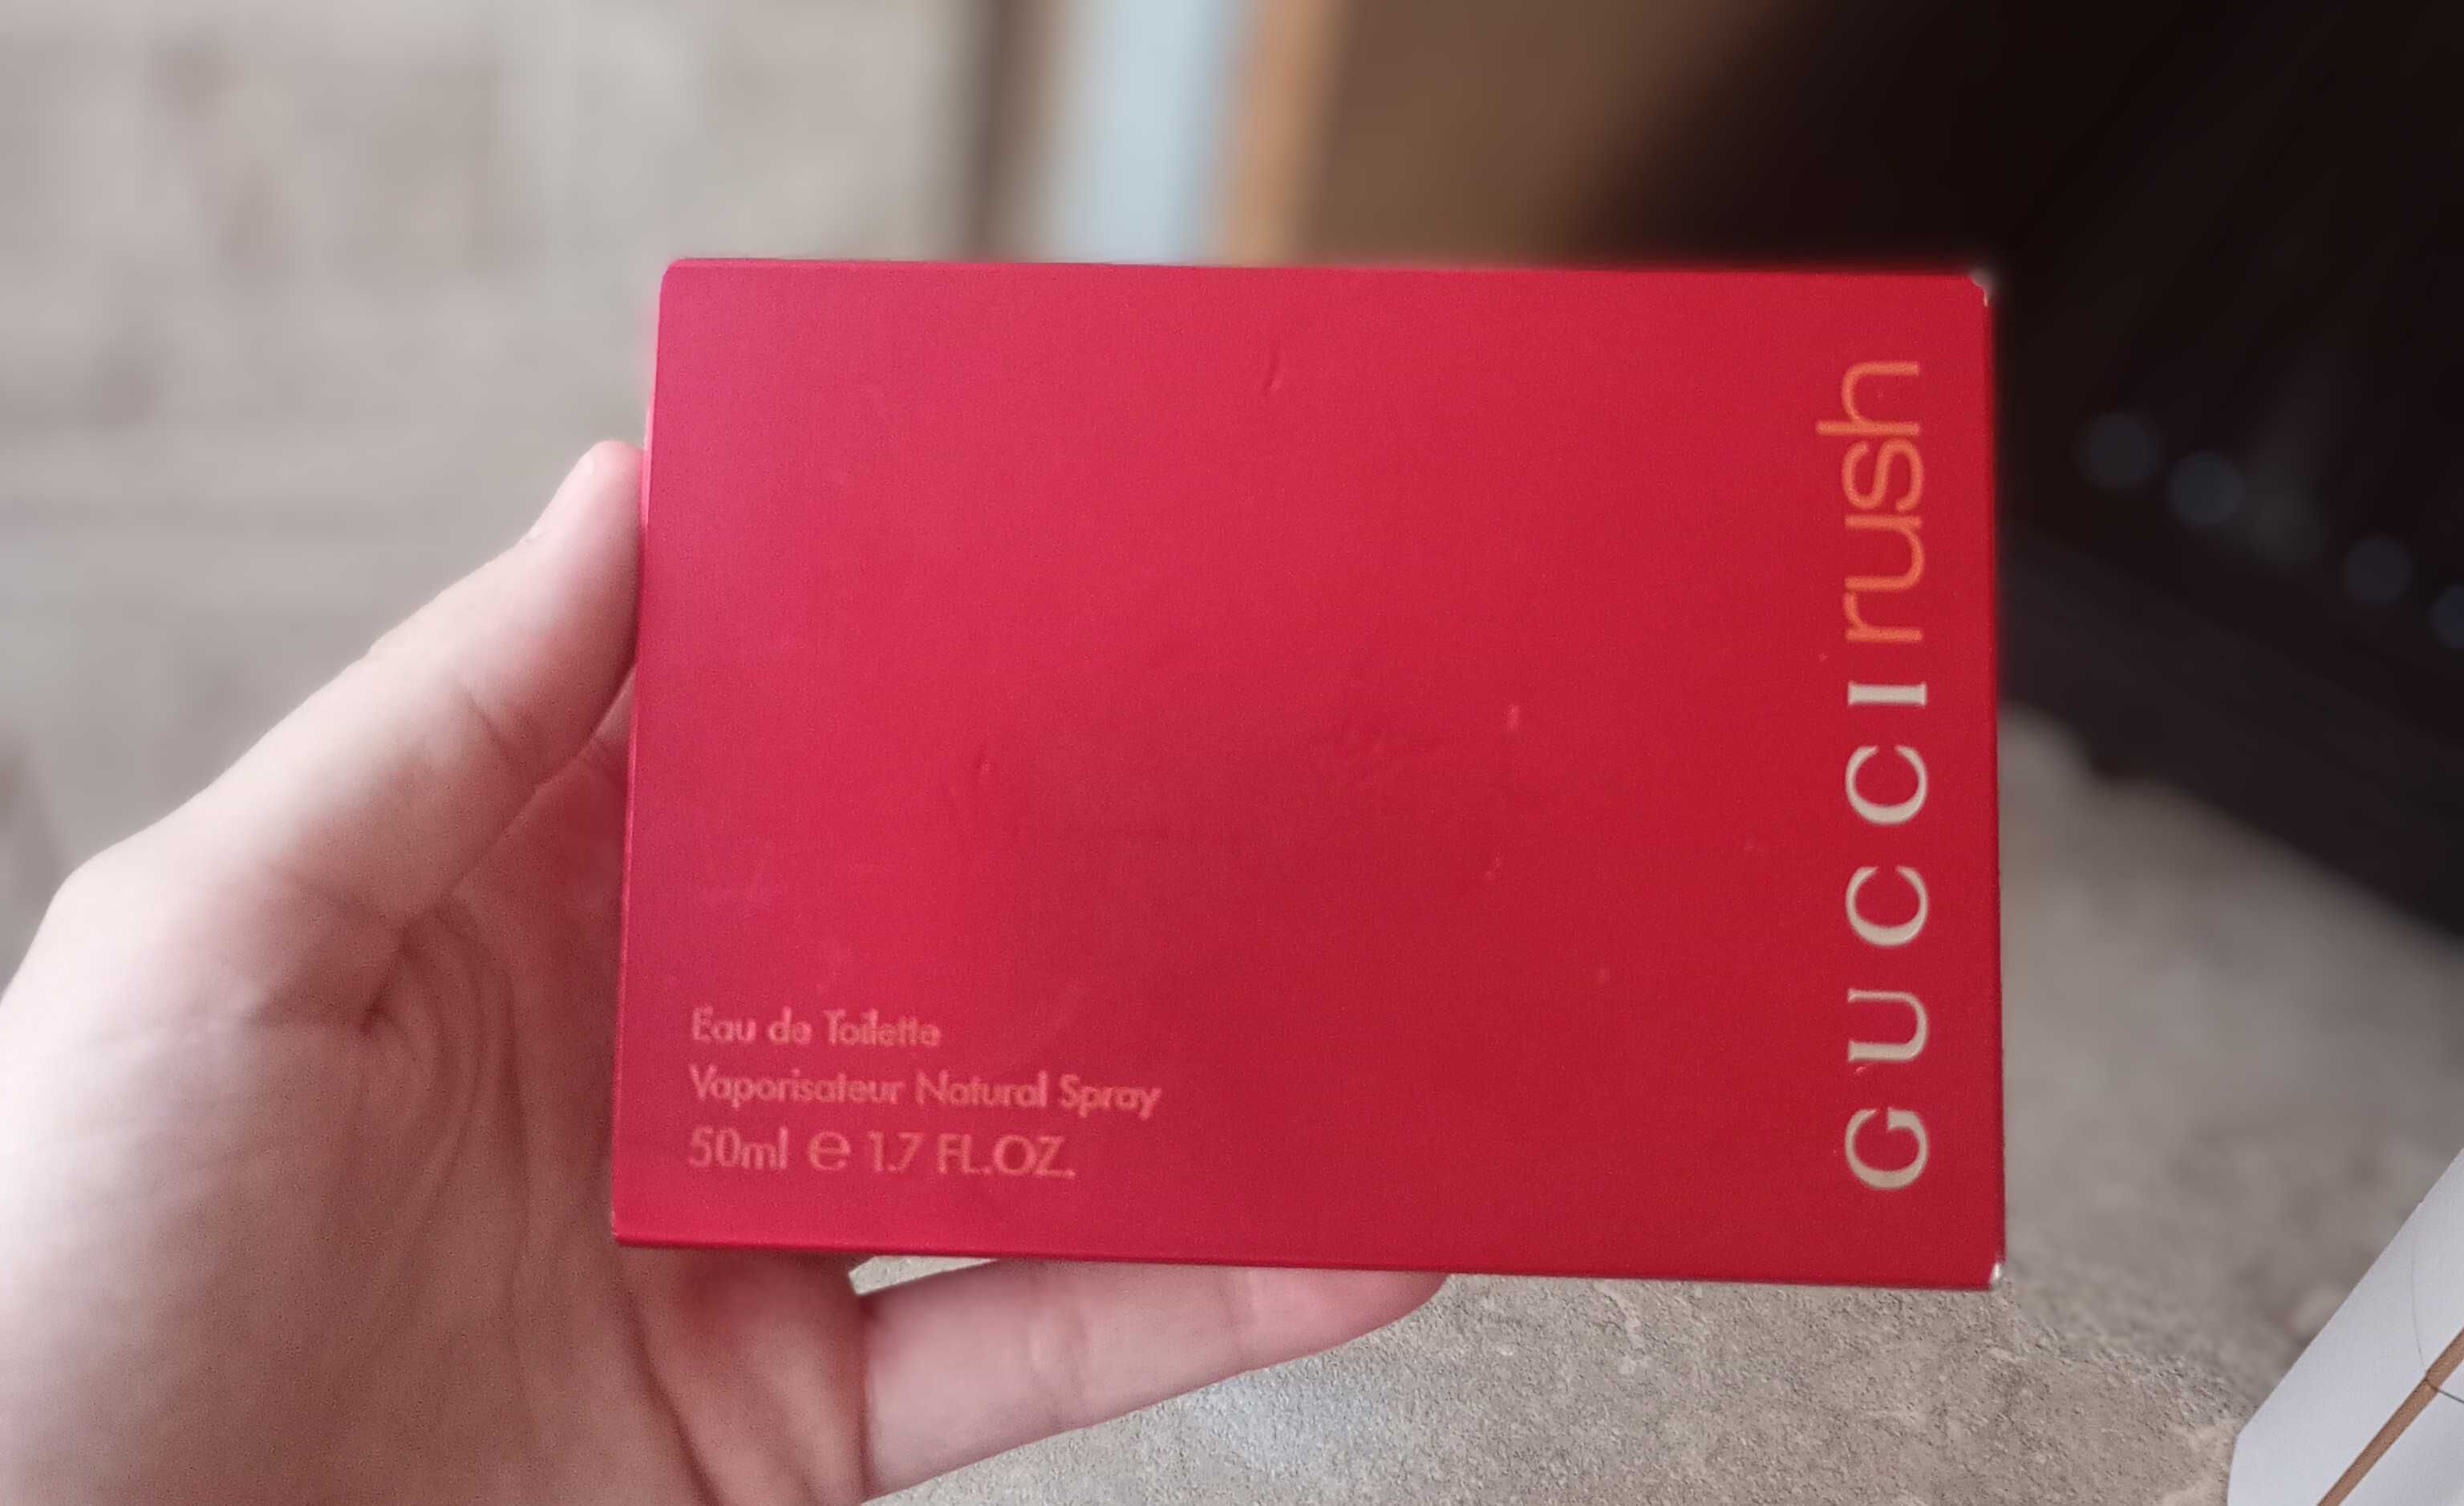 GUCCI rush
Eau de Toilette
Vaporisateur Natural Spray
50ml ℮ 1.7 FL.OZ.